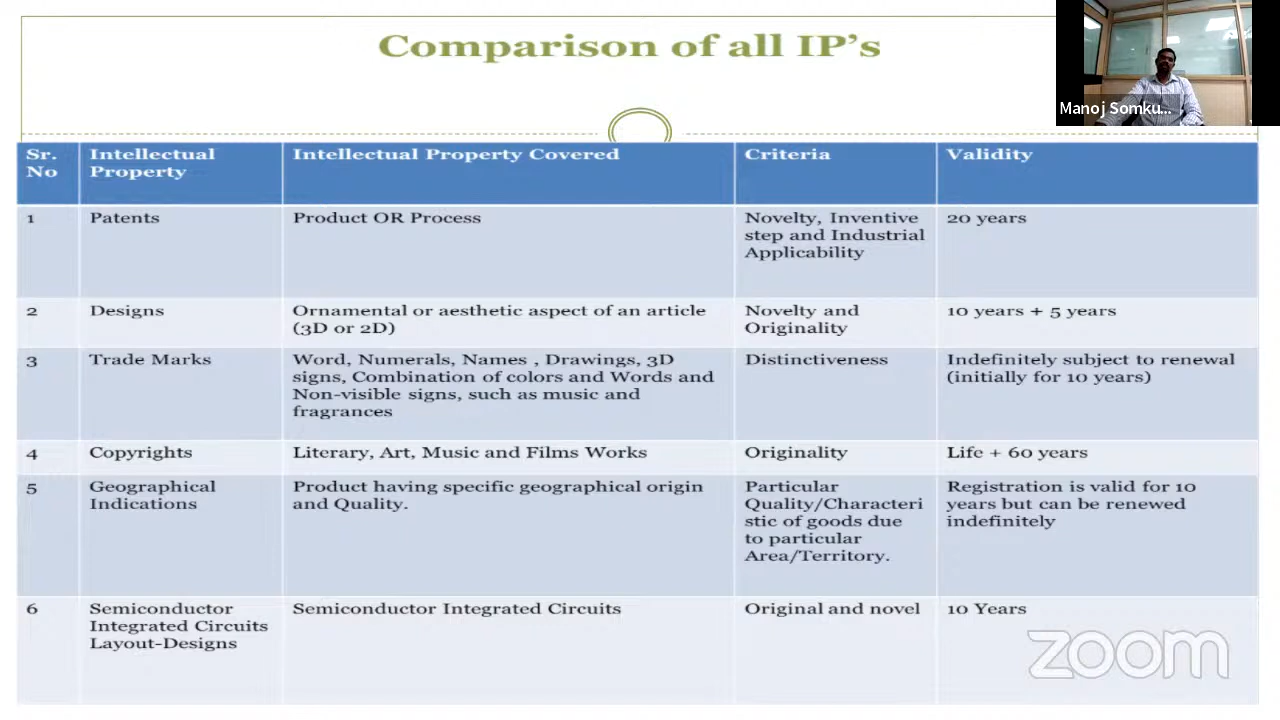 Comparison of all IP's
Manoj Somku...
Sr. No Intellectual Property Intellectual Property Covered Criteria Validity
1 Patents Product OR Process Novelty, Inventive step and Industrial Applicability 20 years
2 Designs Ornamental or aesthetic aspect of an article (3D or 2D) Novelty and Originality 10 years + 5 years
3 Trade Marks Word, Numerals, Names , Drawings, 3D signs, Combination of colors and Words and Non-visible signs, such as music and fragrances Distinctiveness Indefinitely subject to renewal (initially for 10 years)
4 Copyrights Literary, Art, Music and Films Works Originality Life + 60 years
5 Geographical Indications Product having specific geographical origin and Quality. Particular Quality/Characteristic of goods due to particular Area/Territory. Registration is valid for 10 years but can be renewed indefinitely
6 Semiconductor Integrated Circuits Layout-Designs Semiconductor Integrated Circuits Original and novel 10 Years
zoom